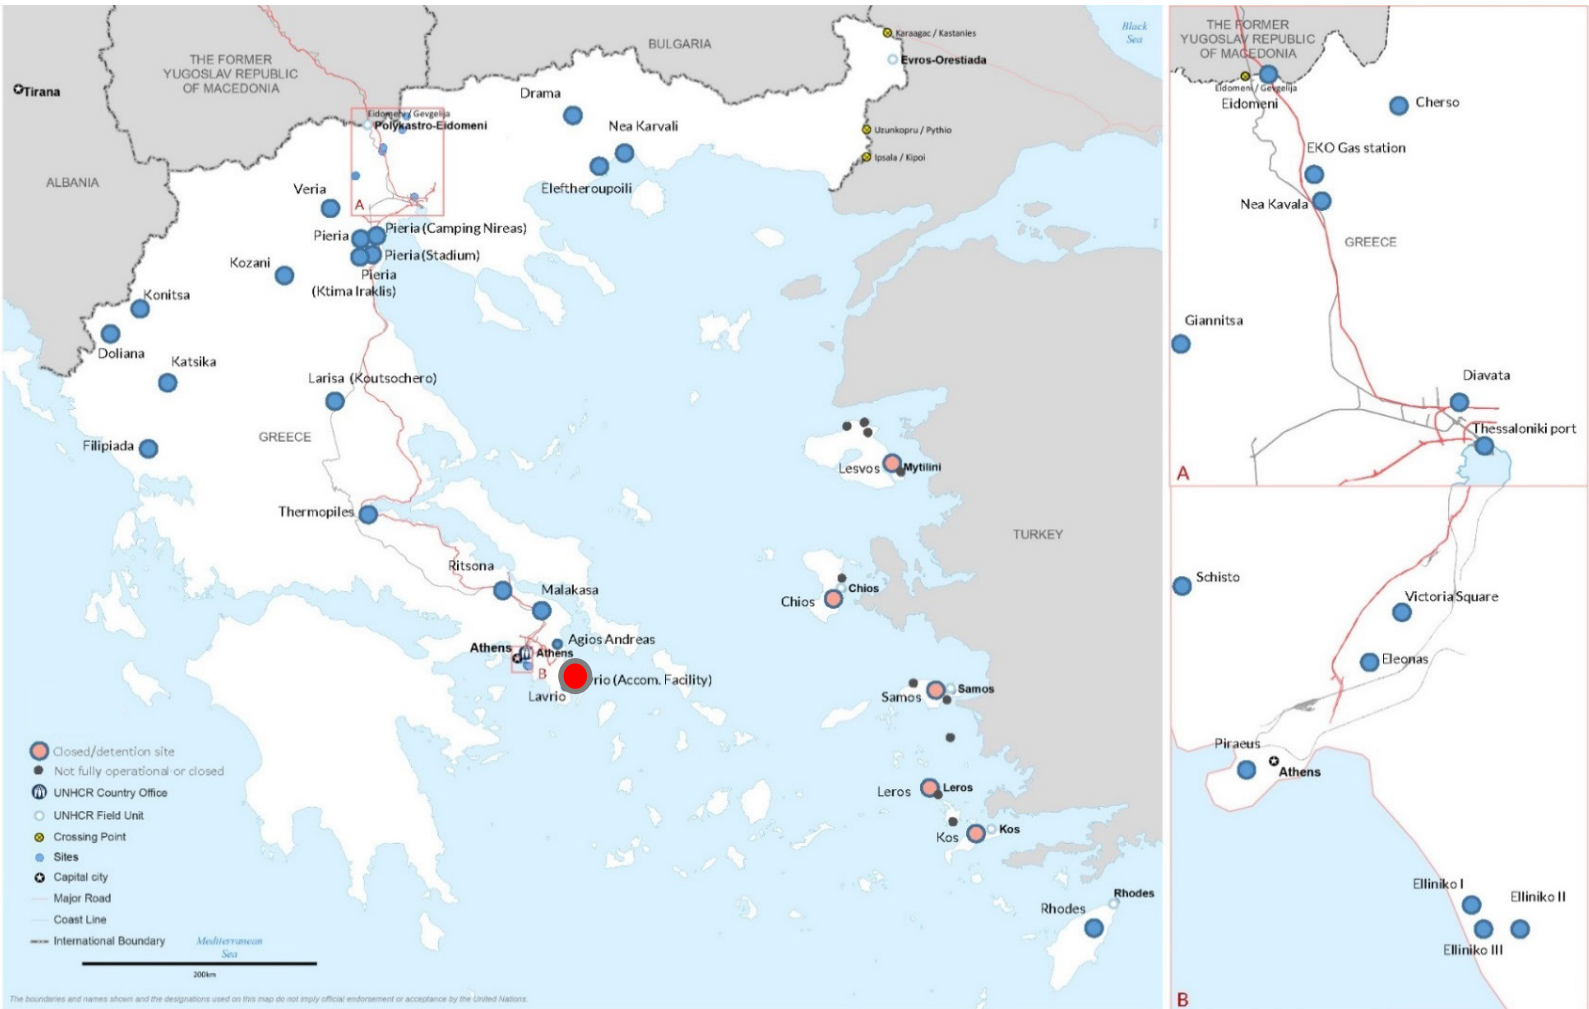 THE FORMER
YUGOSLAV REPUBLIC
OF MACEDONIA
BULGARIA
Black
Sea
Karaagac / Kastanies
Evros-Orestiada
Tirana
Drama
Eidomeni / Gevgelija
Polykastro-Eidomeni
Nea Karvali
Uzunkopru / Pythio
Ipsala / Kipoi
ALBANIA
Veria
Eleftheroupoili
A
Pieria
Pieria (Camping Nireas)
Pieria (Stadium)
Kozani
Pieria
(Ktima Iraklis)
Konitsa
Doliana
Katsika
Larisa (Koutsochero)
GREECE
Filipiada
Lesvos
Mytilini
Thermopiles
TURKEY
Ritsona
Malakasa
Chios
Chios
Agios Andreas
Athens
Athens
B
rio (Accom. Facility)
Lavrio
Samos
Samos
Leros
Leros
Kos
Kos
Rhodes
Rhodes
Closed/detention site
Not fully operational or closed
UNHCR Country Office
UNHCR Field Unit
Crossing Point
Sites
Capital city
Major Road
Coast Line
International Boundary
Mediterranean
Sea
200km
The boundaries and names shown and the designations used on this map do not imply official endorsement or acceptance by the United Nations.
THE FORMER
YUGOSLAV REPUBLIC
OF MACEDONIA
Eidomeni / Gevgelija
Eidomeni
Cherso
EKO Gas station
Nea Kavala
GREECE
Giannitsa
Diavata
Thessaloniki port
A
Schisto
Victoria Square
Eleonas
Piraeus
Athens
Elliniko I
Elliniko II
Elliniko III
B